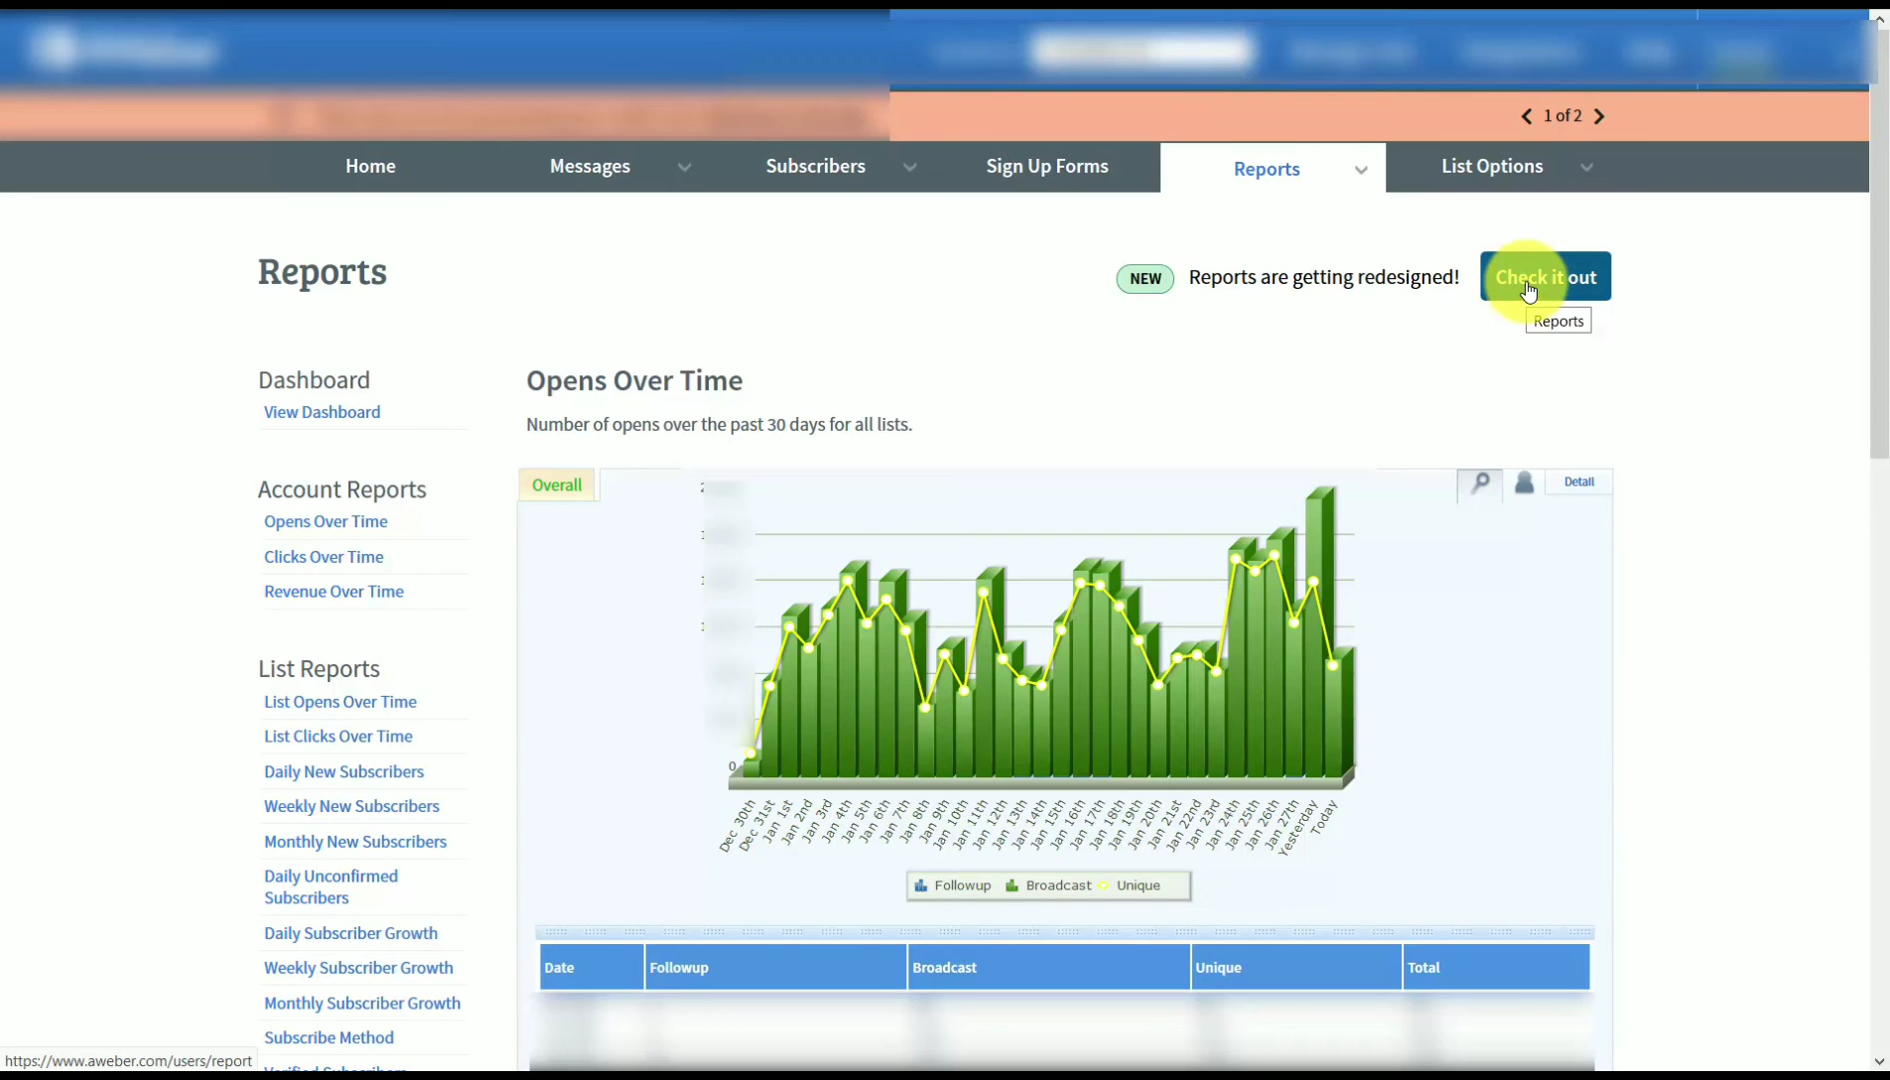 1 of 2
Home Messages Subscribers Sign Up Forms Reports List Options
Reports
NEW Reports are getting redesigned! Check it out
Reports
Dashboard
View Dashboard
Account Reports
Opens Over Time
Clicks Over Time
Revenue Over Time
List Reports
List Opens Over Time
List Clicks Over Time
Daily New Subscribers
Weekly New Subscribers
Monthly New Subscribers
Daily Unconfirmed
Subscribers
Daily Subscriber Growth
Weekly Subscriber Growth
Monthly Subscriber Growth
Subscribe Method
Opens Over Time
Number of opens over the past 30 days for all lists.
Overall
Detail
0
Dec 30th
Dec 31st
Jan 1st
Jan 2nd
Jan 3rd
Jan 4th
Jan 5th
Jan 6th
Jan 7th
Jan 8th
Jan 9th
Jan 10th
Jan 11th
Jan 12th
Jan 13th
Jan 14th
Jan 15th
Jan 16th
Jan 17th
Jan 18th
Jan 19th
Jan 20th
Jan 21st
Jan 22nd
Jan 23rd
Jan 24th
Jan 25th
Jan 26th
Jan 27th
Yesterday
Today
Followup Broadcast Unique
Date Followup Broadcast Unique Total
https://www.aweber.com/users/report